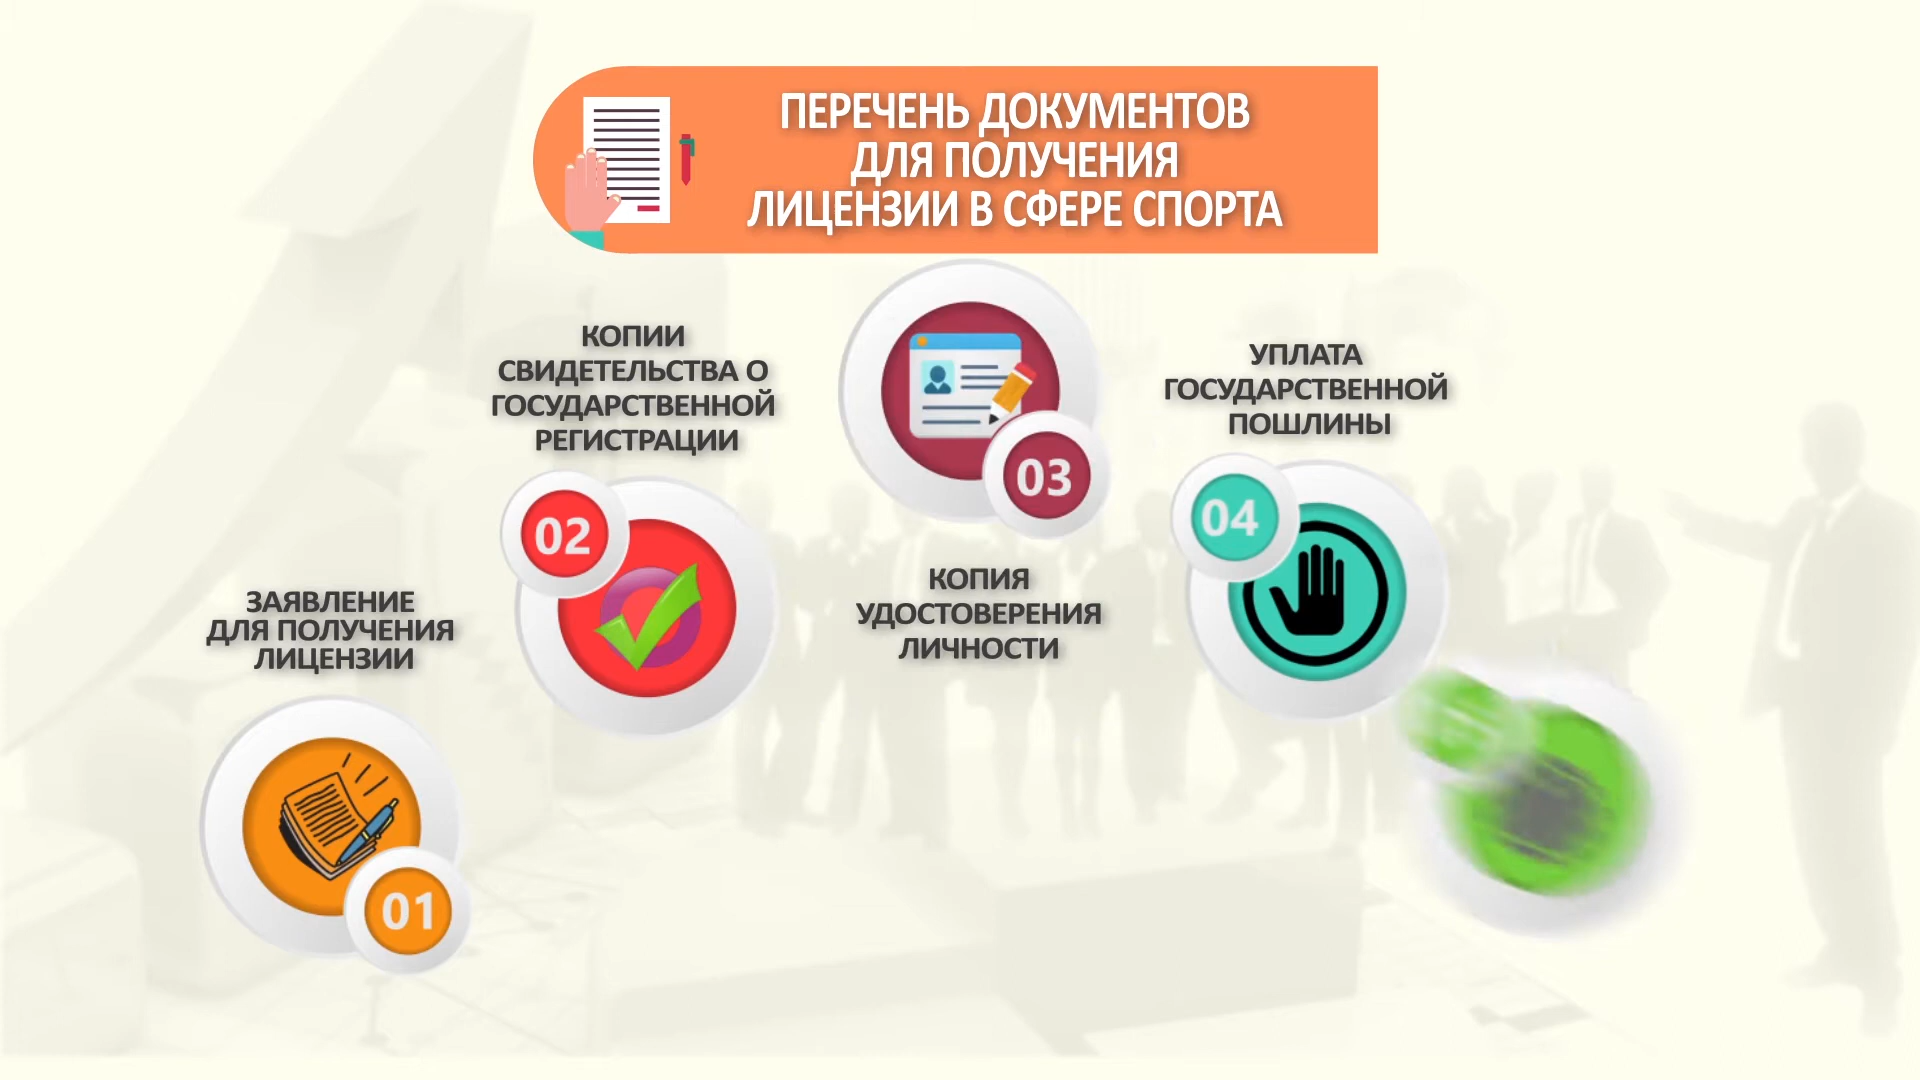 ПЕРЕЧЕНЬ ДОКУМЕНТОВ
ДЛЯ ПОЛУЧЕНИЯ
ЛИЦЕНЗИИ В СФЕРЕ СПОРТА
ЗАЯВЛЕНИЕ
ДЛЯ ПОЛУЧЕНИЯ
ЛИЦЕНЗИИ
01
КОПИИ
СВИДЕТЕЛЬСТВА О
ГОСУДАРСТВЕННОЙ
РЕГИСТРАЦИИ
02
03
КОПИЯ
УДОСТОВЕРЕНИЯ
ЛИЧНОСТИ
УПЛАТА
ГОСУДАРСТВЕННОЙ
ПОШЛИНЫ
04